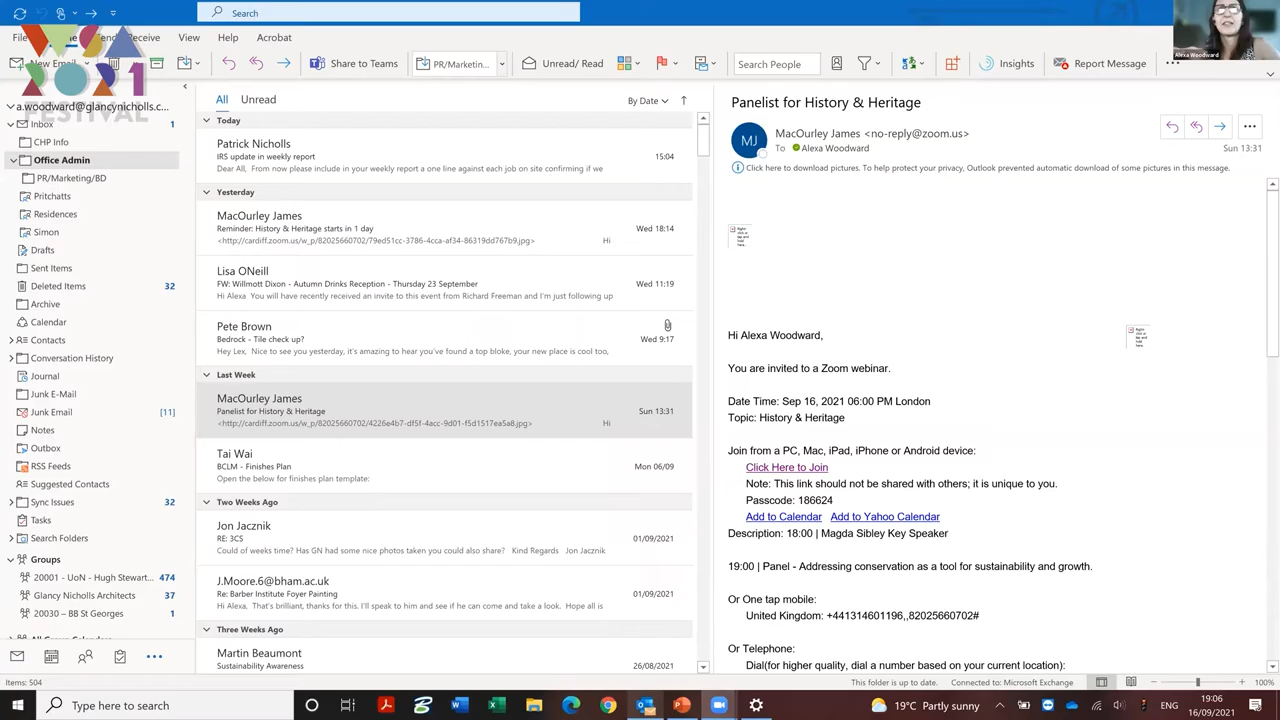 Search
File
Send / Receive
View
Help
Acrobat
WSA
2021
FESTIVAL
New Email
Share to Teams
PR/Marketin...
Unread/ Read
Search People
Insights
Report Message
Alexa Woodward
a.woodward@glancynicholls.c...
Inbox 1
CHP Info
Office Admin
PR/Marketing/BD
Pritchatts
Residences
Simon
Drafts
Sent Items
Deleted Items 32
Archive
Calendar
Contacts
Conversation History
Journal
Junk E-Mail
Junk Email [11]
Notes
Outbox
RSS Feeds
Suggested Contacts
Sync Issues 32
Tasks
Search Folders
Groups
20001 - UoN - Hugh Stewart... 474
Glancy Nicholls Architects 37
20030 – BB St Georges 1
All Group Calendars
Items: 504
All Unread By Date
Today
Patrick Nicholls
IRS update in weekly report 15:04
Dear All, From now please include in your weekly report a one line against each job on site confirming if we
Yesterday
MacOurley James
Reminder: History & Heritage starts in 1 day Wed 18:14
<http://cardiff.zoom.us/w_p/82025660702/79ed51cc-3786-4cca-af34-86319dd767b9.jpg> Hi
Lisa ONeill
FW: Willmott Dixon - Autumn Drinks Reception - Thursday 23 September Wed 11:19
Hi Alexa You will have recently received an invite to this event from Richard Freeman and I'm just following up
Pete Brown
Bedrock - Tile check up? Wed 9:17
Hey Lex, Nice to see you yesterday, it's amazing to hear you've found a top bloke, your new place is cool too,
Last Week
MacOurley James
Panelist for History & Heritage Sun 13:31
<http://cardiff.zoom.us/w_p/82025660702/4226e4b7-df5f-4acc-9d01-f5d1517ea5a8.jpg> Hi
Tai Wai
BCLM - Finishes Plan Mon 06/09
Open the below for finishes plan template:
Two Weeks Ago
Jon Jacznik
RE: 3CS 01/09/2021
Could of weeks time? Has GN had some nice photos taken you could also share? Kind Regards Jon Jacznik
J.Moore.6@bham.ac.uk
Re: Barber Institute Foyer Painting 01/09/2021
Hi Alexa, That's brilliant, thanks for this. I'll speak to him and see if he can come and take a look. Hope all is
Three Weeks Ago
Martin Beaumont
Sustainability Awareness 26/08/2021
Panelist for History & Heritage
MJ
MacOurley James <no-reply@zoom.us>
To Alexa Woodward
Sun 13:31
Click here to download pictures. To help protect your privacy, Outlook prevented automatic download of some pictures in this message.
Hi Alexa Woodward,
You are invited to a Zoom webinar.
Date Time: Sep 16, 2021 06:00 PM London
Topic: History & Heritage
Join from a PC, Mac, iPad, iPhone or Android device:
Click Here to Join
Note: This link should not be shared with others; it is unique to you.
Passcode: 186624
Add to Calendar Add to Yahoo Calendar
Description: 18:00 | Magda Sibley Key Speaker
19:00 | Panel - Addressing conservation as a tool for sustainability and growth.
Or One tap mobile:
United Kingdom: +441314601196,,82025660702#
Or Telephone:
Dial(for higher quality, dial a number based on your current location):
This folder is up to date. Connected to: Microsoft Exchange 100%
Type here to search
19°C Partly sunny
ENG
19:06
16/09/2021